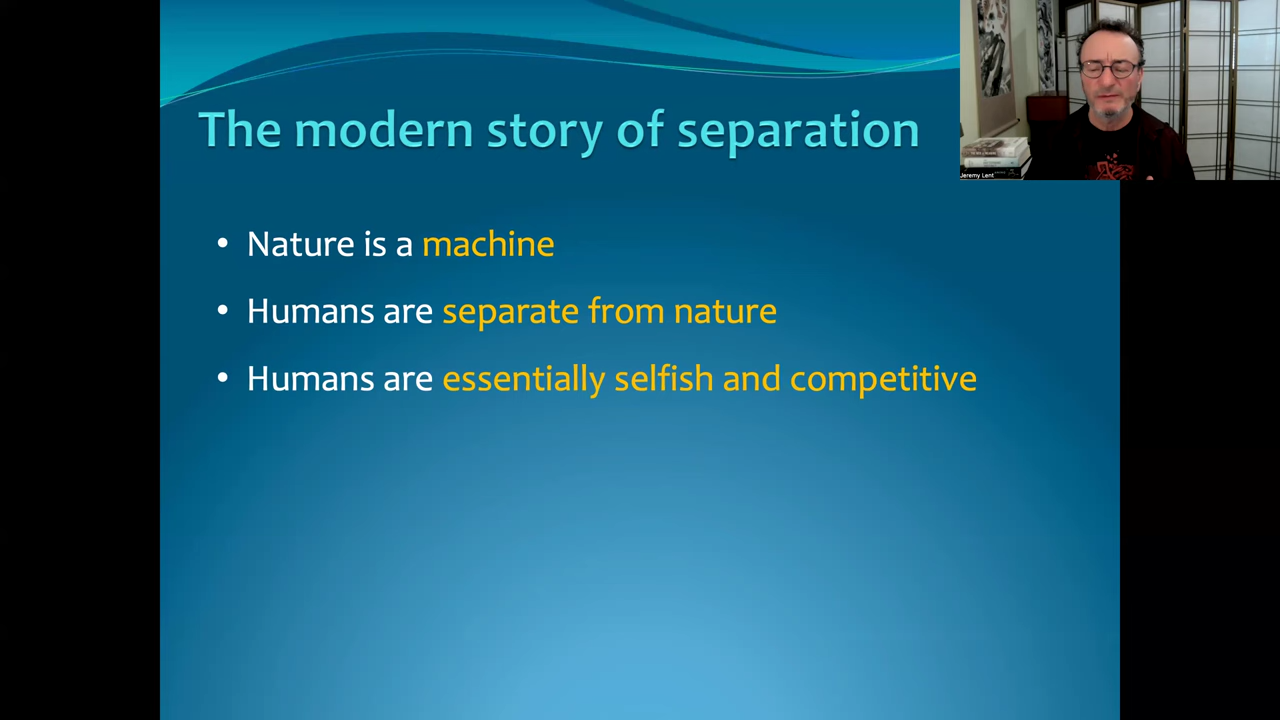 The modern story of separation
• Nature is a machine
• Humans are separate from nature
• Humans are essentially selfish and competitive
Jeremy Lent